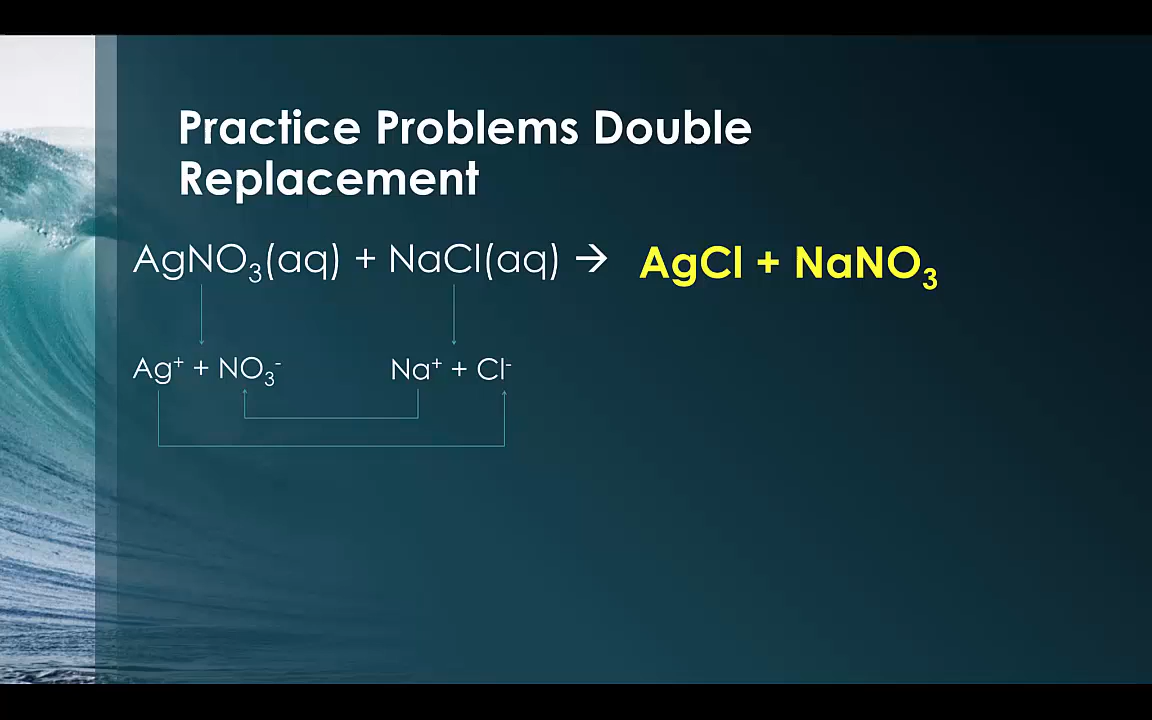 Practice Problems Double
Replacement
AgNO₃(aq) + NaCl(aq) → AgCl + NaNO₃
Ag⁺ + NO₃⁻ Na⁺ + Cl⁻